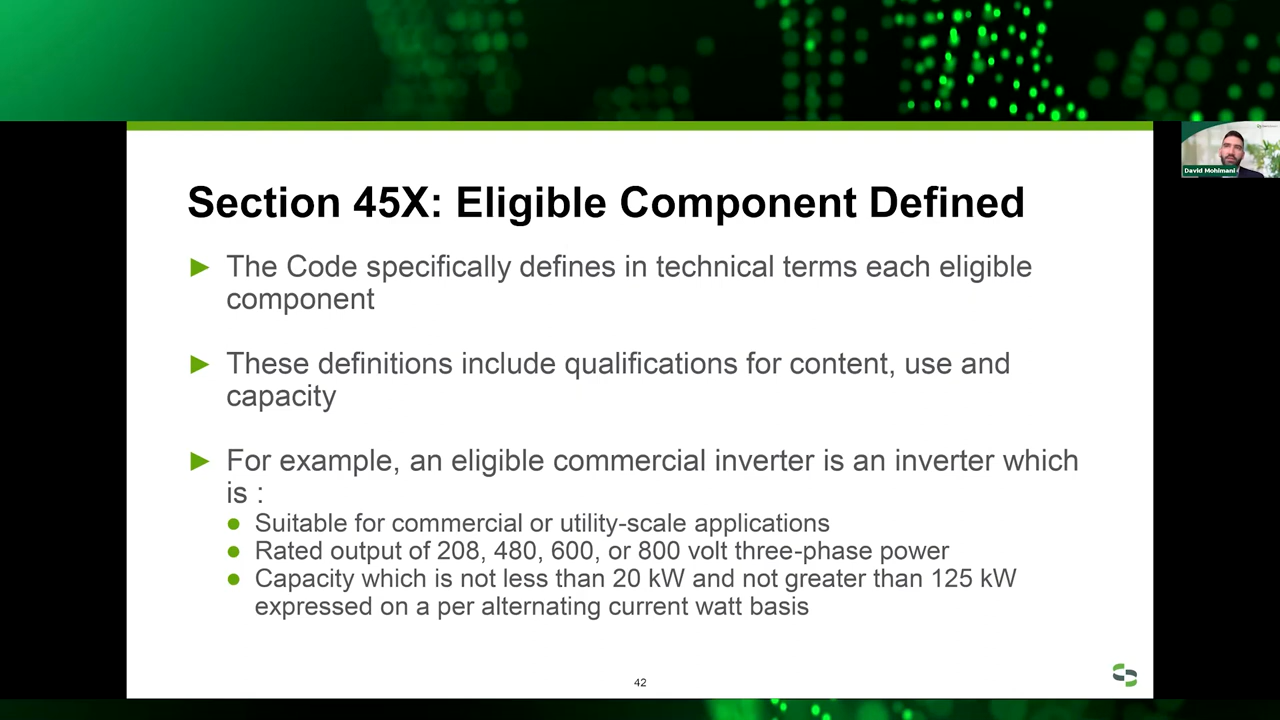 Section 45X: Eligible Component Defined
► The Code specifically defines in technical terms each eligible
component
► These definitions include qualifications for content, use and
capacity
► For example, an eligible commercial inverter is an inverter which
is :
● Suitable for commercial or utility-scale applications
● Rated output of 208, 480, 600, or 800 volt three-phase power
● Capacity which is not less than 20 kW and not greater than 125 kW
expressed on a per alternating current watt basis
42
David Mohimani